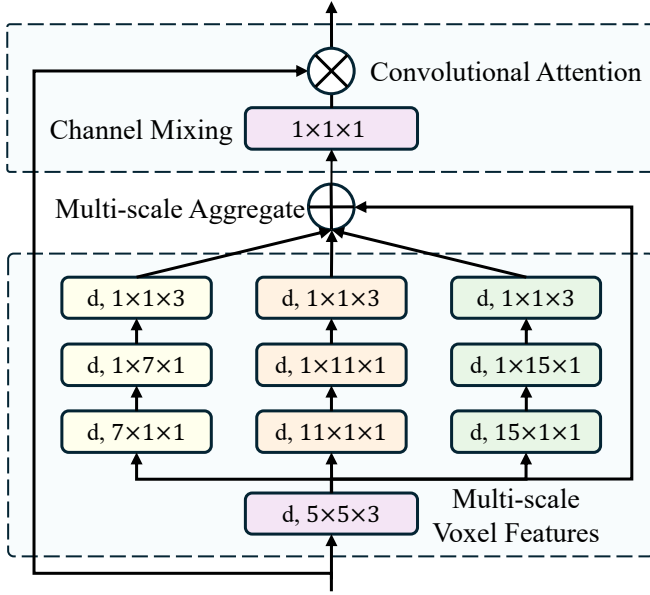 Convolutional Attention
Channel Mixing
1×1×1
Multi-scale Aggregate
d, 1×1×3
d, 1×1×3
d, 1×1×3
d, 1×7×1
d, 1×11×1
d, 1×15×1
d, 7×1×1
d, 11×1×1
d, 15×1×1
d, 5×5×3
Multi-scale
Voxel Features